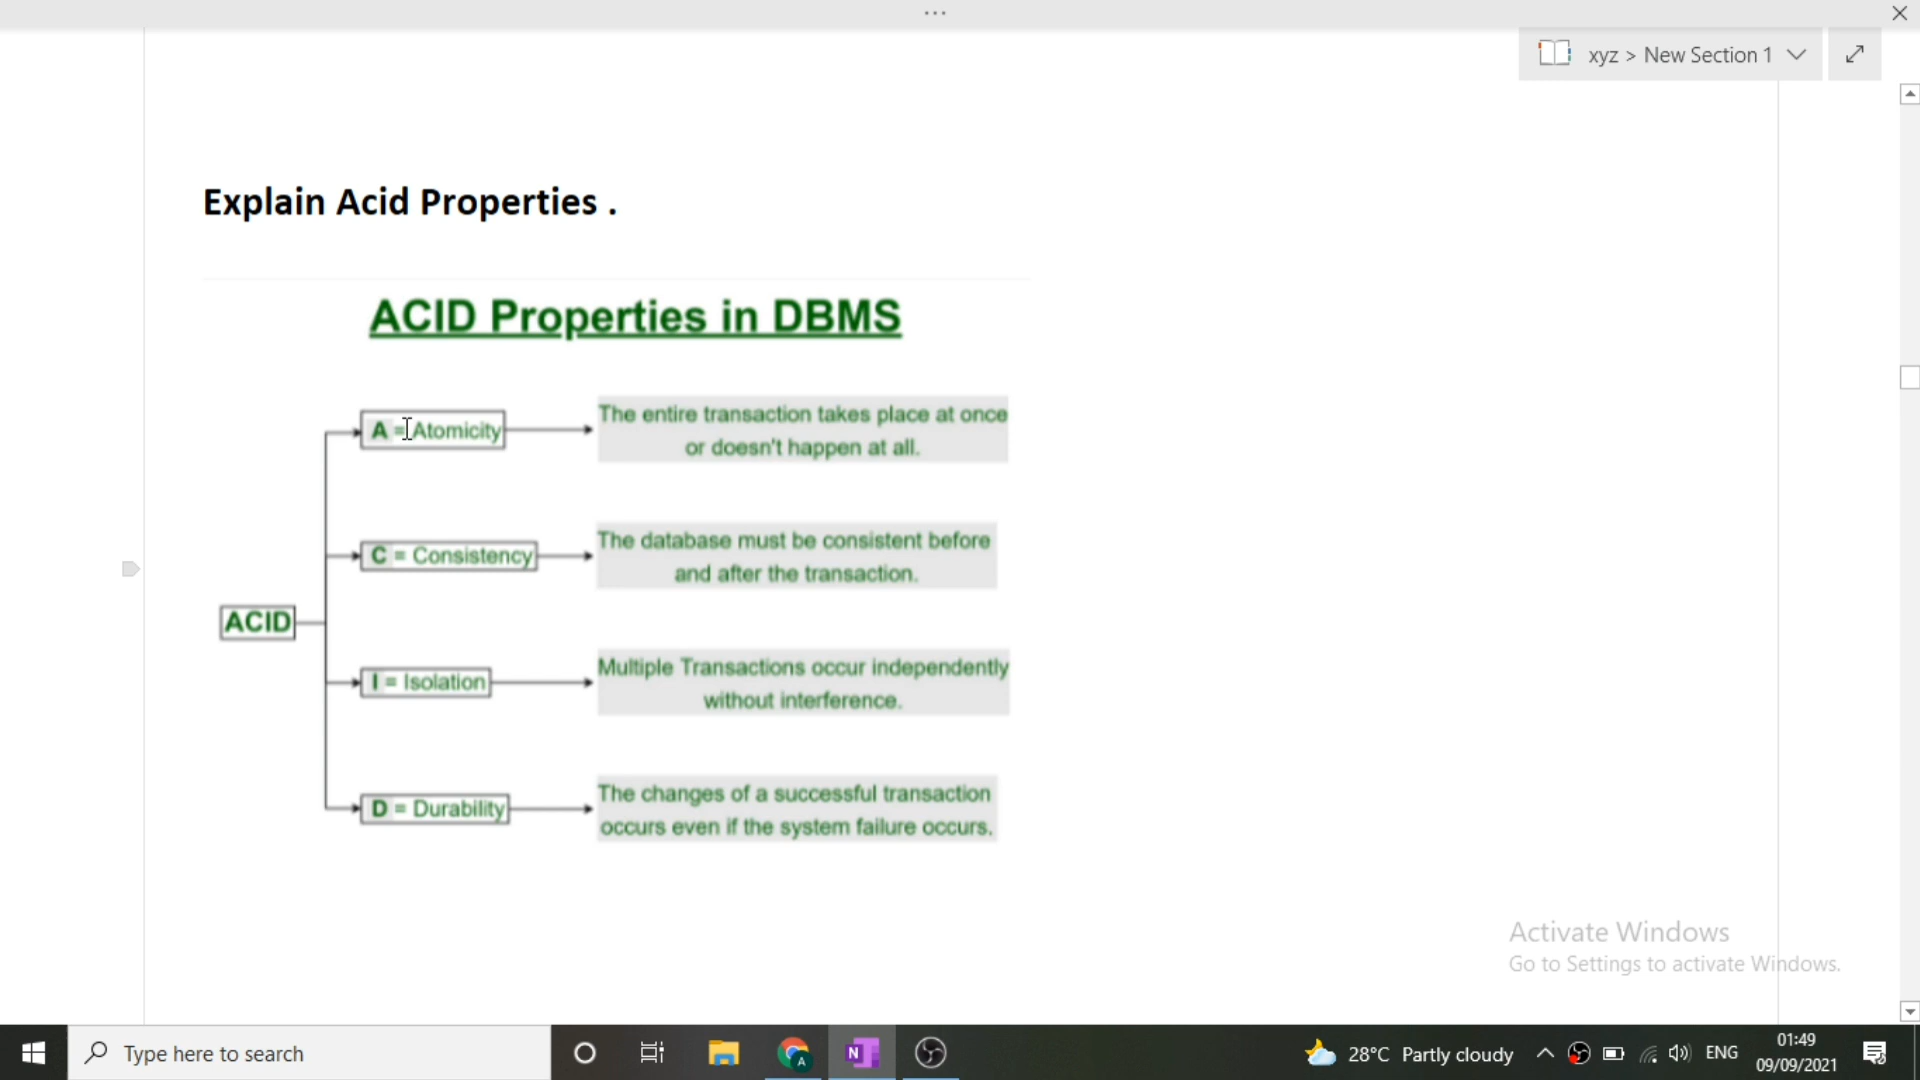 ...
xyz > New Section 1
Explain Acid Properties .
ACID Properties in DBMS
A = Atomicity
The entire transaction takes place at once
or doesn't happen at all.
C = Consistency
The database must be consistent before
and after the transaction.
ACID
I = Isolation
Multiple Transactions occur independently
without interference.
D = Durability
The changes of a successful transaction
occurs even if the system failure occurs.
Activate Windows
Go to Settings to activate Windows.
Type here to search
A
N
28°C Partly cloudy
ENG
01:49
09/09/2021